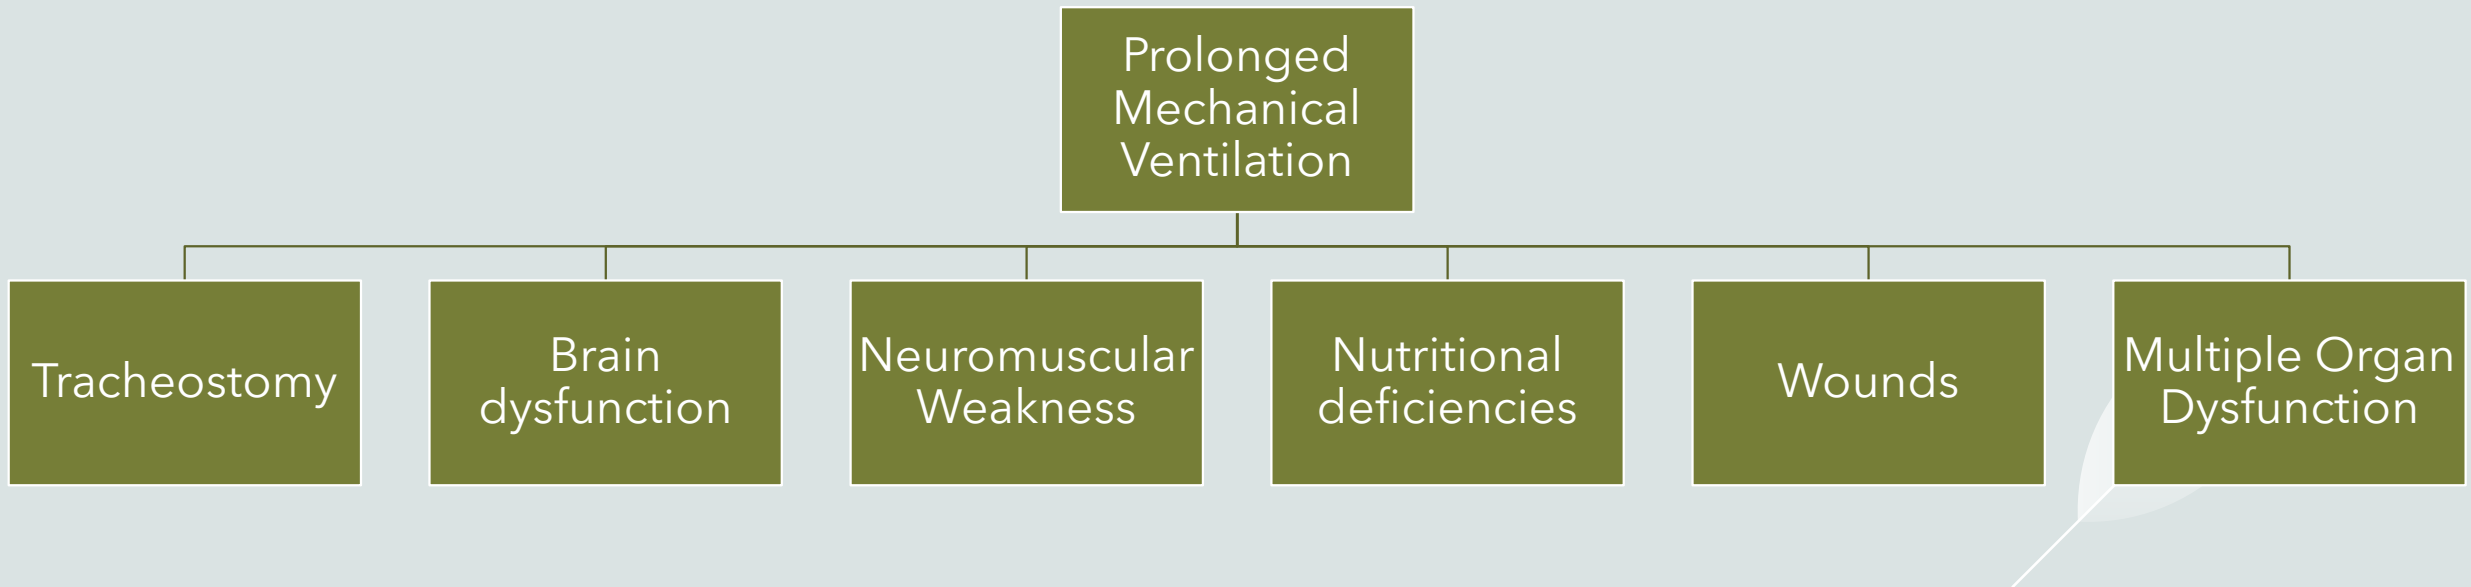 Prolonged
Mechanical
Ventilation
Tracheostomy
Brain
dysfunction
Neuromuscular
Weakness
Nutritional
deficiencies
Wounds
Multiple Organ
Dysfunction